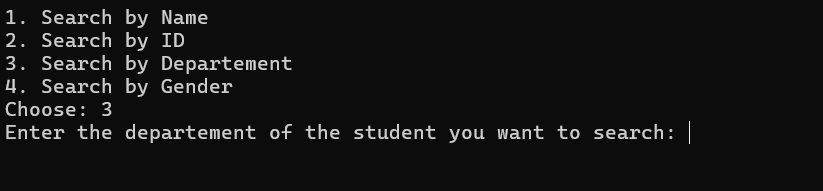 1. Search by Name
2. Search by ID
3. Search by Departement
4. Search by Gender
Choose: 3
Enter the departement of the student you want to search: